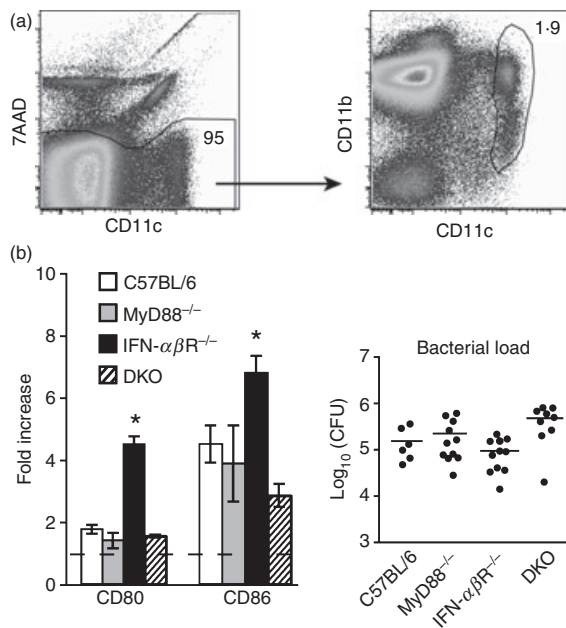 (a)
7AAD
95
CD11c
CD11b
1·9
CD11c
(b)
Fold increase
10
8
6
4
2
0
C57BL/6
MyD88–/–
IFN-αβR–/–
DKO
*
*
CD80
CD86
Bacterial load
Log10 (CFU)
7
6
5
4
3
C57BL/6
MyD88–/–
IFN-αβR–/–
DKO